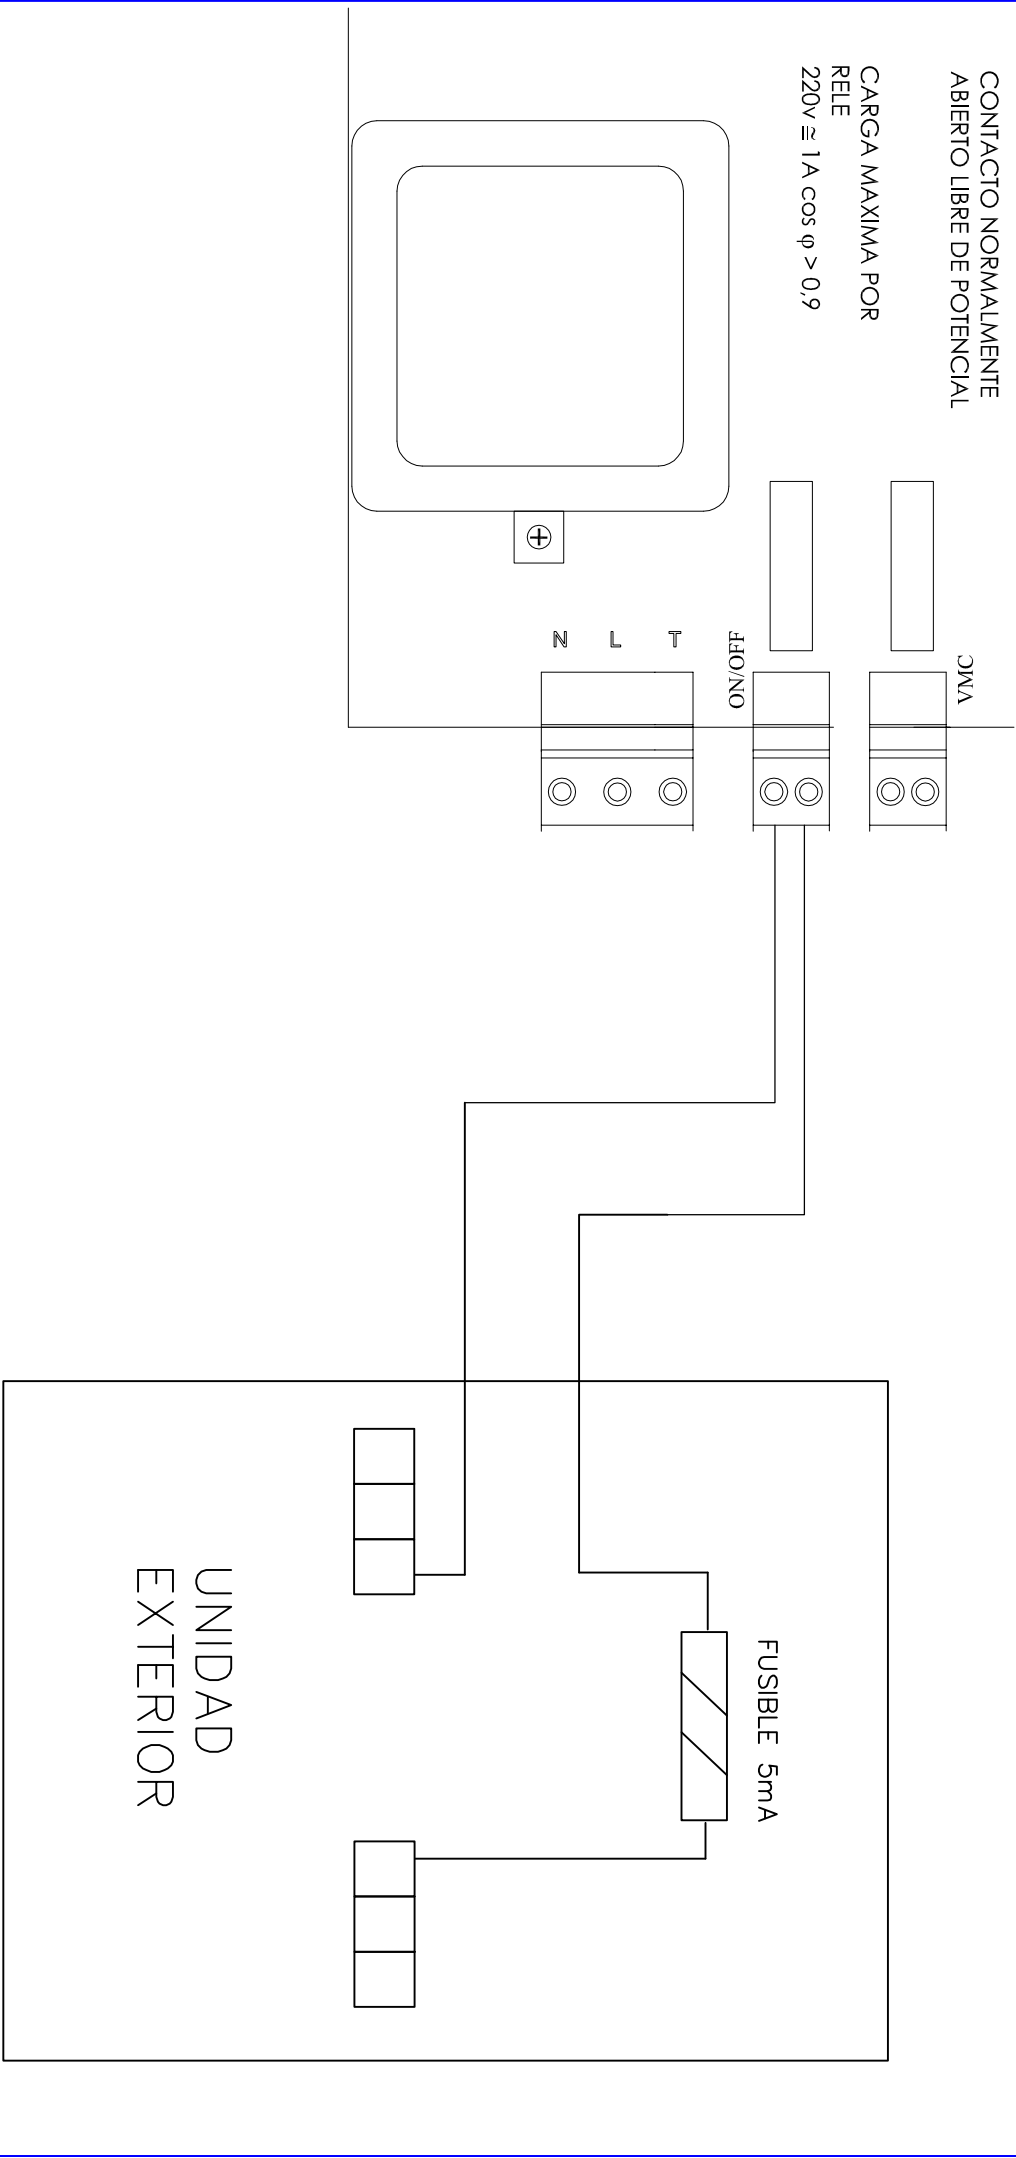 CONTACTO NORMALMENTE
ABIERTO LIBRE DE POTENCIAL
CARGA MAXIMA POR
RELE
220v ≅ 1A cos φ > 0,9
VMC
ON/OFF
T
L
N
FUSIBLE 5mA
UNIDAD
EXTERIOR